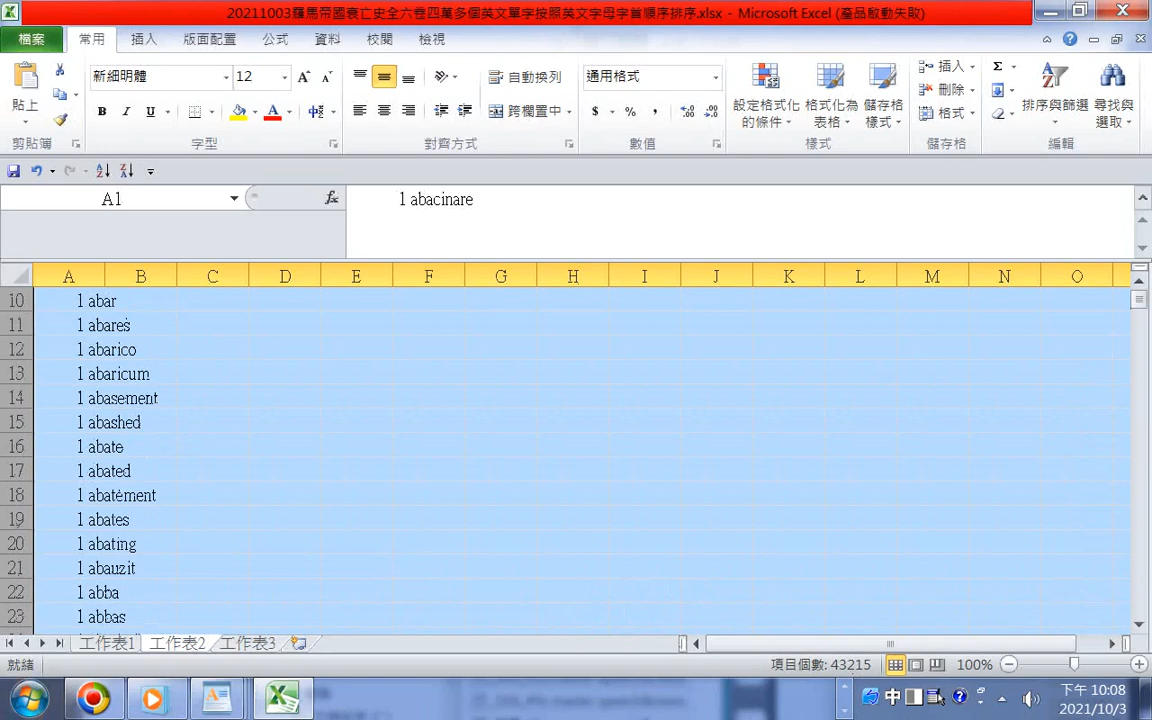 20211003羅馬帝國衰亡史全六卷四萬多個英文單字按照英文字母字首順序排序.xlsx - Microsoft Excel (產品啟動失敗)
檔案 常用 插入 版面配置 公式 資料 校閱 檢視
新細明體 12 自動換列 通用格式 插入 Σ
貼上 B I U A 中 跨欄置中 $ % , 設定格式化的條件 格式化為表格 儲存格樣式 刪除 格式 排序與篩選 尋找與選取
剪貼簿 字型 對齊方式 數值 樣式 儲存格 編輯
A1 fx 1 abacinare
A B C D E F G H I J K L M N O
10 1 abar
11 1 abares
12 1 abarico
13 1 abaricum
14 1 abasement
15 1 abashed
16 1 abate
17 1 abated
18 1 abatement
19 1 abates
20 1 abating
21 1 abauzit
22 1 abba
23 1 abbas
工作表1 工作表2 工作表3
就緒 項目個數: 43215 100%
中 下午 10:08
2021/10/3